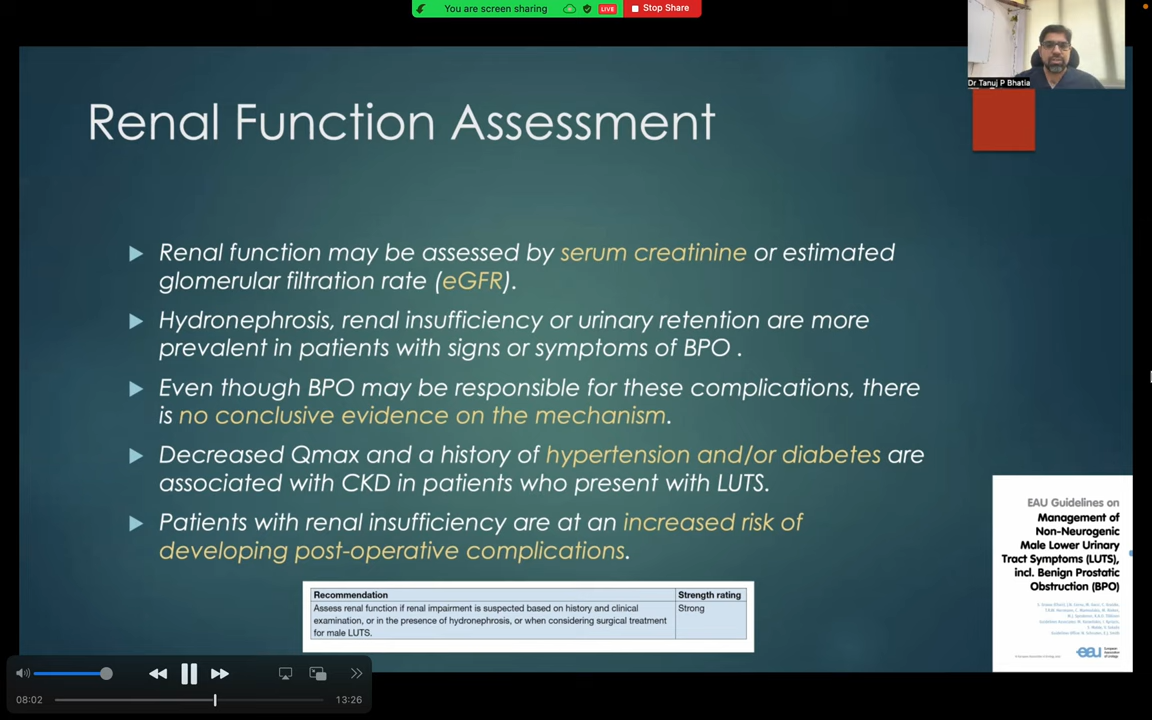 You are screen sharing
LIVE
Stop Share
Dr Tanuj P Bhatia
Renal Function Assessment
Renal function may be assessed by serum creatinine or estimated
glomerular filtration rate (eGFR).
Hydronephrosis, renal insufficiency or urinary retention are more
prevalent in patients with signs or symptoms of BPO .
Even though BPO may be responsible for these complications, there
is no conclusive evidence on the mechanism.
Decreased Qmax and a history of hypertension and/or diabetes are
associated with CKD in patients who present with LUTS.
Patients with renal insufficiency are at an increased risk of
developing post-operative complications.
Recommendation Strength rating
Assess renal function if renal impairment is suspected based on history and clinical Strong
examination, or in the presence of hydronephrosis, or when considering surgical treatment
for male LUTS.
EAU Guidelines on
Management of
Non-Neurogenic
Male Lower Urinary
Tract Symptoms (LUTS),
incl. Benign Prostatic
Obstruction (BPO)
eau
European
Association
of Urology
08:02
13:26